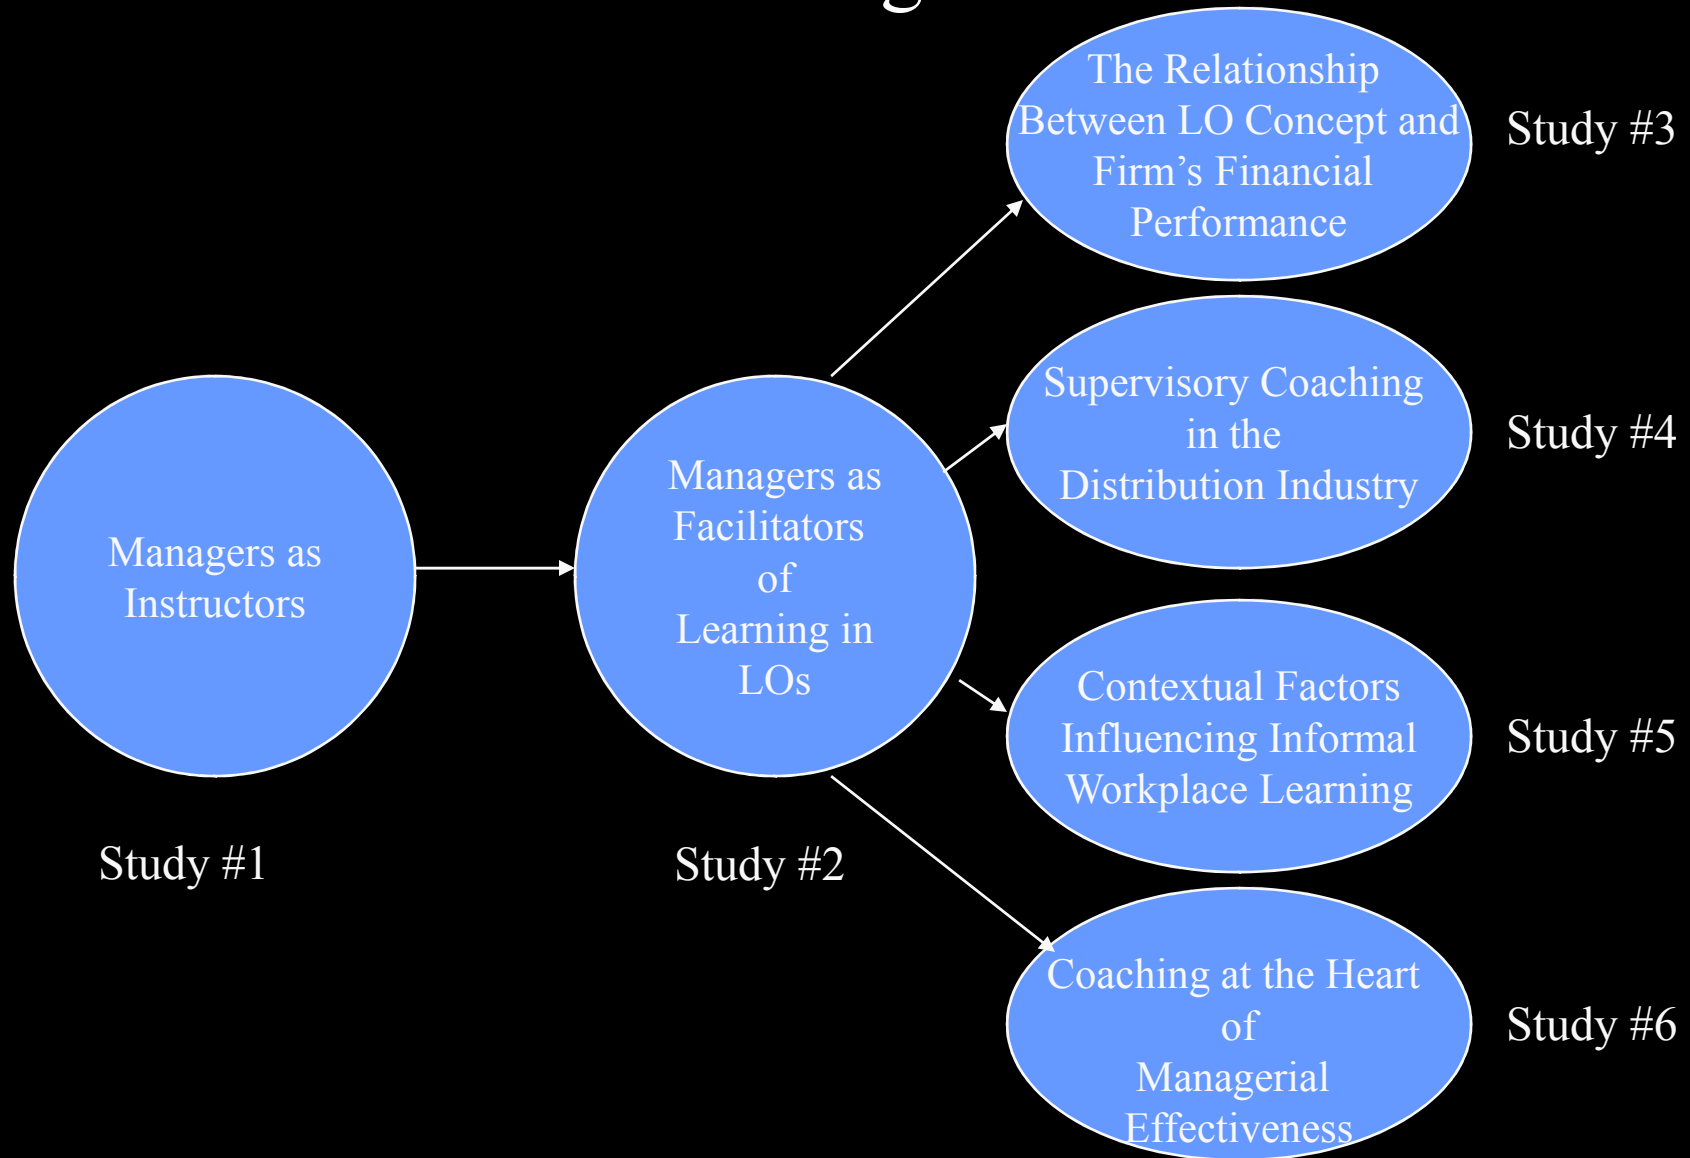 Managers as
Instructors
Study #1
Managers as
Facilitators
of
Learning in
LOs
Study #2
The Relationship
Between LO Concept and
Firm’s Financial
Performance
Study #3
Supervisory Coaching
in the
Distribution Industry
Study #4
Contextual Factors
Influencing Informal
Workplace Learning
Study #5
Coaching at the Heart
of
Managerial
Effectiveness
Study #6